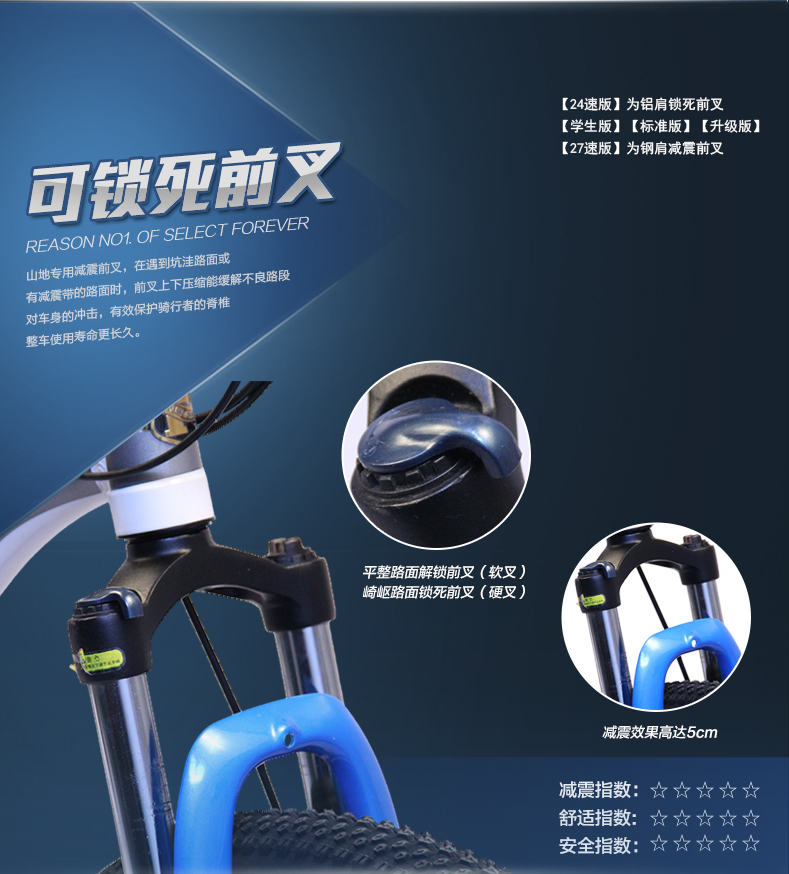 【24速版】为铝肩锁死前叉
【学生版】【标准版】【升级版】
【27速版】为钢肩减震前叉
可锁死前叉
REASON NO1. OF SELECT FOREVER
山地专用减震前叉，在遇到坑洼路面或
有减震带的路面时，前叉上下压缩能缓解不良路段
对车身的冲击，有效保护骑行者的脊椎
整车使用寿命更长久。
平整路面解锁前叉（软叉）
崎岖路面锁死前叉（硬叉）
减震效果高达5cm
减震指数：☆☆☆☆☆
舒适指数：☆☆☆☆☆
安全指数：☆☆☆☆☆